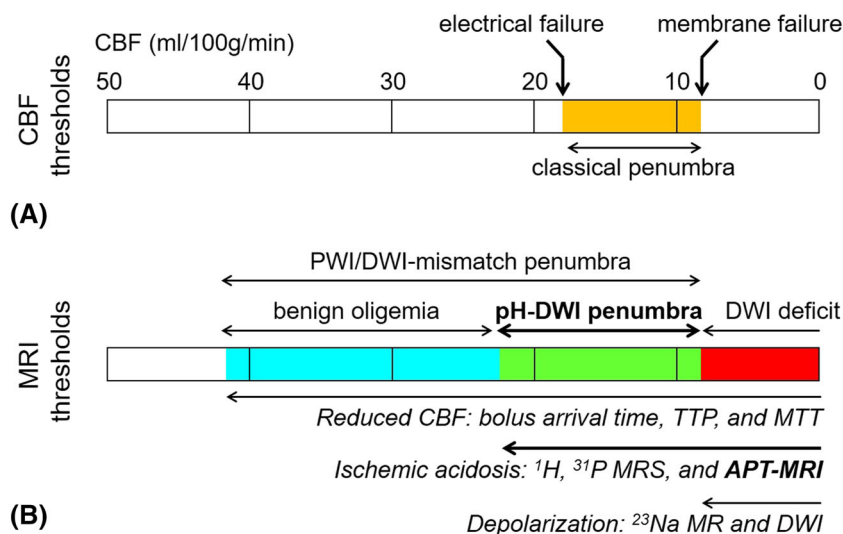 electrical failure membrane failure
CBF (ml/100g/min)
50 40 30 20 10 0
CBF
thresholds
classical penumbra
(A)
PWI/DWI-mismatch penumbra
benign oligemia pH-DWI penumbra DWI deficit
MRI
thresholds
Reduced CBF: bolus arrival time, TTP, and MTT
Ischemic acidosis: ¹H, ³¹P MRS, and APT-MRI
(B)
Depolarization: ²³Na MR and DWI